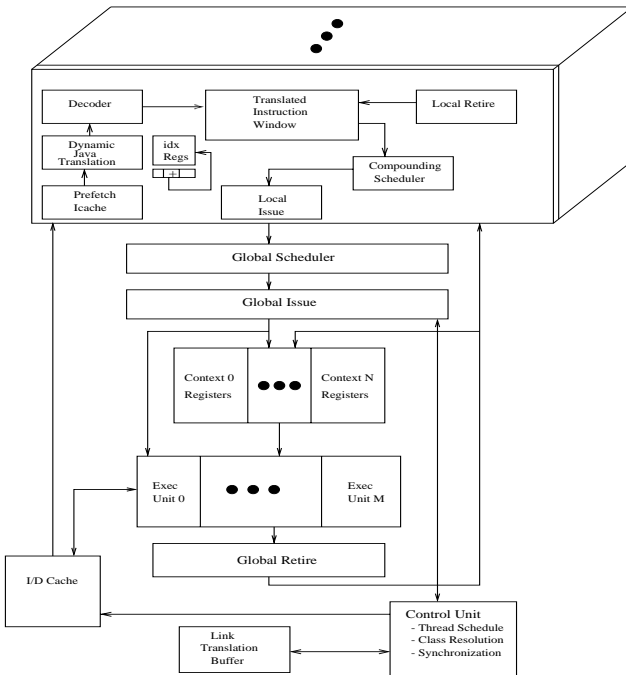 Decoder
Translated
Instruction
Window
Local Retire
Dynamic
Java
Translation
idx
Regs
+
Compounding
Scheduler
Prefetch
Icache
Local
Issue
Global Scheduler
Global Issue
Context 0
Registers
Context N
Registers
Exec
Unit 0
Exec
Unit M
Global Retire
I/D Cache
Control Unit
- Thread Schedule
- Class Resolution
- Synchronization
Link
Translation
Buffer